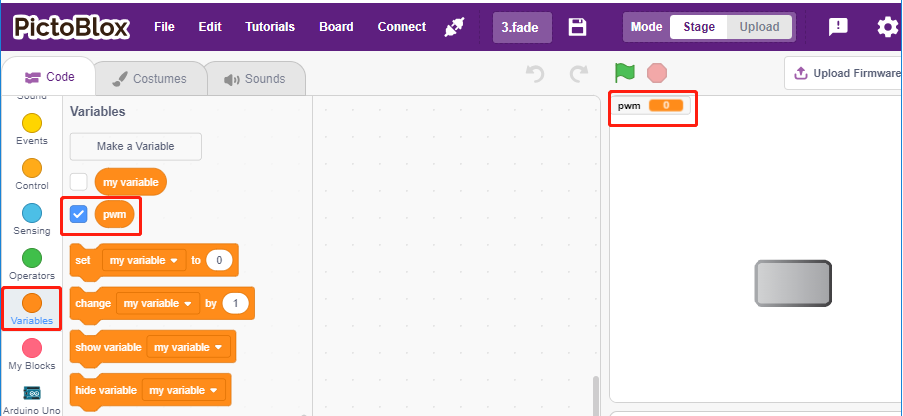 PictoBlox File Edit Tutorials Board Connect 3.fade Mode Stage Upload
Code Costumes Sounds Upload Firmware
Sound
Events
Control
Sensing
Operators
Variables
My Blocks
Arduino Uno
Variables
Make a Variable
my variable
pwm
set my variable to 0
change my variable by 1
show variable my variable
hide variable my variable
pwm 0